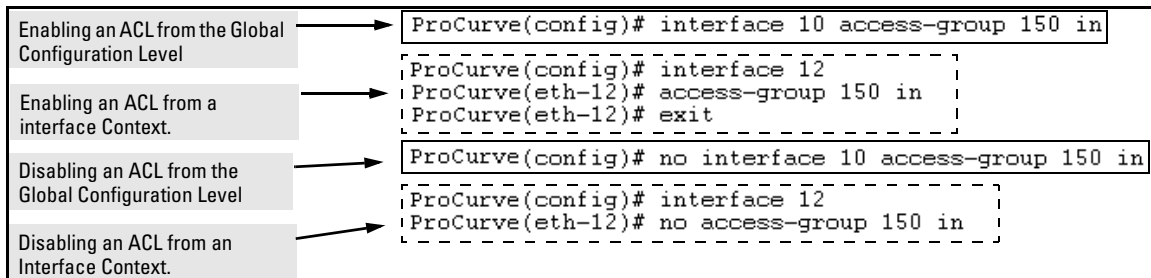 Enabling an ACL from the Global
Configuration Level
ProCurve(config)# interface 10 access-group 150 in
Enabling an ACL from a
interface Context.
ProCurve(config)# interface 12
ProCurve(eth-12)# access-group 150 in
ProCurve(eth-12)# exit
Disabling an ACL from the
Global Configuration Level
ProCurve(config)# no interface 10 access-group 150 in
Disabling an ACL from an
Interface Context.
ProCurve(config)# interface 12
ProCurve(eth-12)# no access-group 150 in